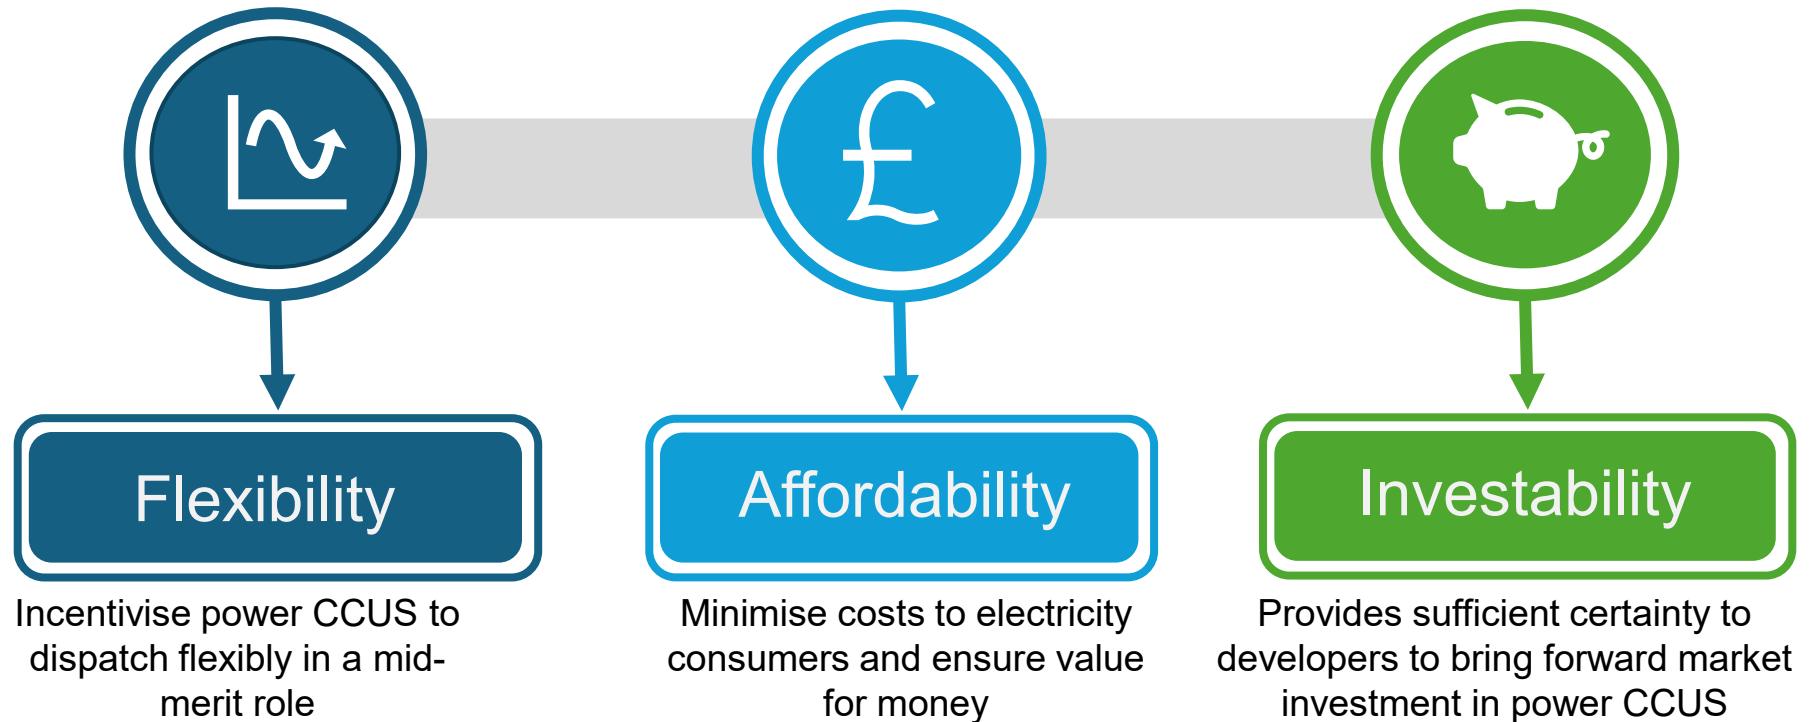 Flexibility
Incentivise power CCUS to
dispatch flexibly in a mid-
merit role
£
Affordability
Minimise costs to electricity
consumers and ensure value
for money
Investability
Provides sufficient certainty to
developers to bring forward market
investment in power CCUS